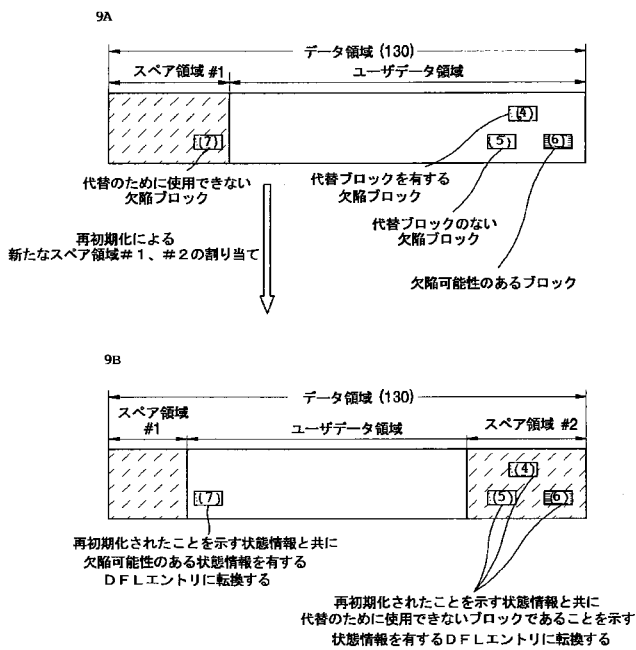 9A
データ領域 (130)
スペア領域 #1
ユーザデータ領域
(4)
(7)
(5)
(6)
代替のために使用できない
欠陥ブロック
代替ブロックを有する
欠陥ブロック
代替ブロックのない
欠陥ブロック
欠陥可能性のあるブロック
再初期化による
新たなスペア領域#1、#2の割り当て
9B
データ領域 (130)
スペア領域
#1
ユーザデータ領域
スペア領域 #2
(4)
(7)
(5)
(6)
再初期化されたことを示す状態情報と共に
欠陥可能性のある状態情報を有する
DFLエントリに転換する
再初期化されたことを示す状態情報と共に
代替のために使用できないブロックであることを示す
状態情報を有するDFLエントリに転換する